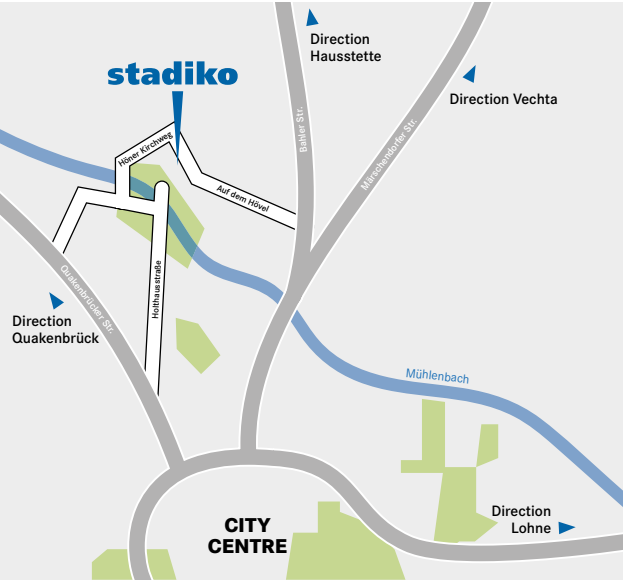 Direction
Hausstette
stadiko
Direction Vechta
Bahler Str.
Märschendorfer Str.
Höner Kirchweg
Auf dem Hövel
Holthausstraße
Quakenbrücker Str.
Direction
Quakenbrück
Mühlenbach
Direction
Lohne
CITY
CENTRE